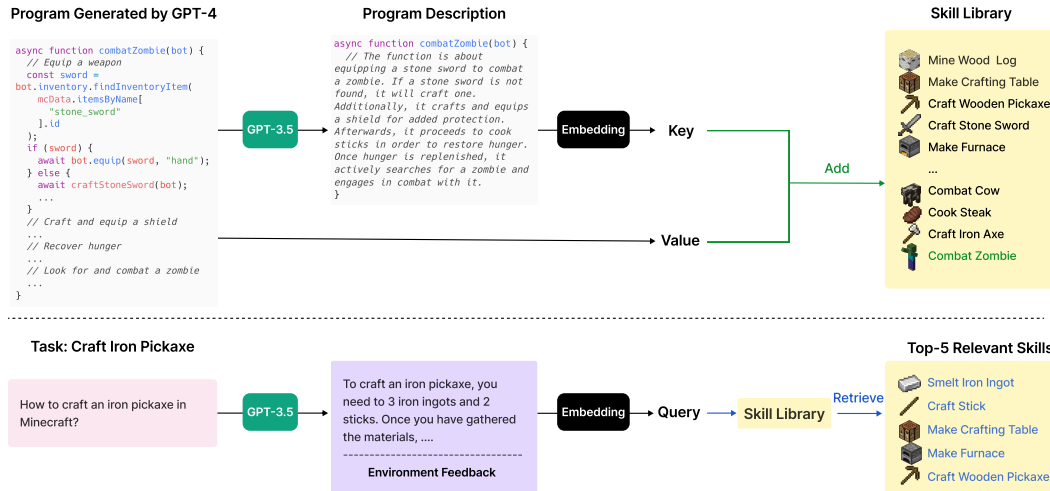 Program Generated by GPT-4
Program Description
Skill Library
async function combatZombie(bot) {
// Equip a weapon
const sword =
bot.inventory.findInventoryItem(
mcData.itemsByName[
"stone_sword"
].id
);
if (sword) {
await bot.equip(sword, "hand");
} else {
await craftStoneSword(bot);
...
}
// Craft and equip a shield
...
// Recover hunger
...
// Look for and combat a zombie
...
}
GPT-3.5
async function combatZombie(bot) {
// The function is about
equipping a stone sword to combat
a zombie. If a stone sword is not
found, it will craft one.
Additionally, it crafts and equips
a shield for added protection.
Afterwards, it proceeds to cook
sticks in order to restore hunger.
Once hunger is replenished, it
actively searches for a zombie and
engages in combat with it.
}
Embedding
Key
Value
Add
Mine Wood Log
Make Crafting Table
Craft Wooden Pickaxe
Craft Stone Sword
Make Furnace
...
Combat Cow
Cook Steak
Craft Iron Axe
Combat Zombie
Task: Craft Iron Pickaxe
Top-5 Relevant Skills
How to craft an iron pickaxe in
Minecraft?
GPT-3.5
To craft an iron pickaxe, you
need to 3 iron ingots and 2
sticks. Once you have gathered
the materials, ....
Environment Feedback
Embedding
Query
Skill Library
Retrieve
Smelt Iron Ingot
Craft Stick
Make Crafting Table
Make Furnace
Craft Wooden Pickaxe